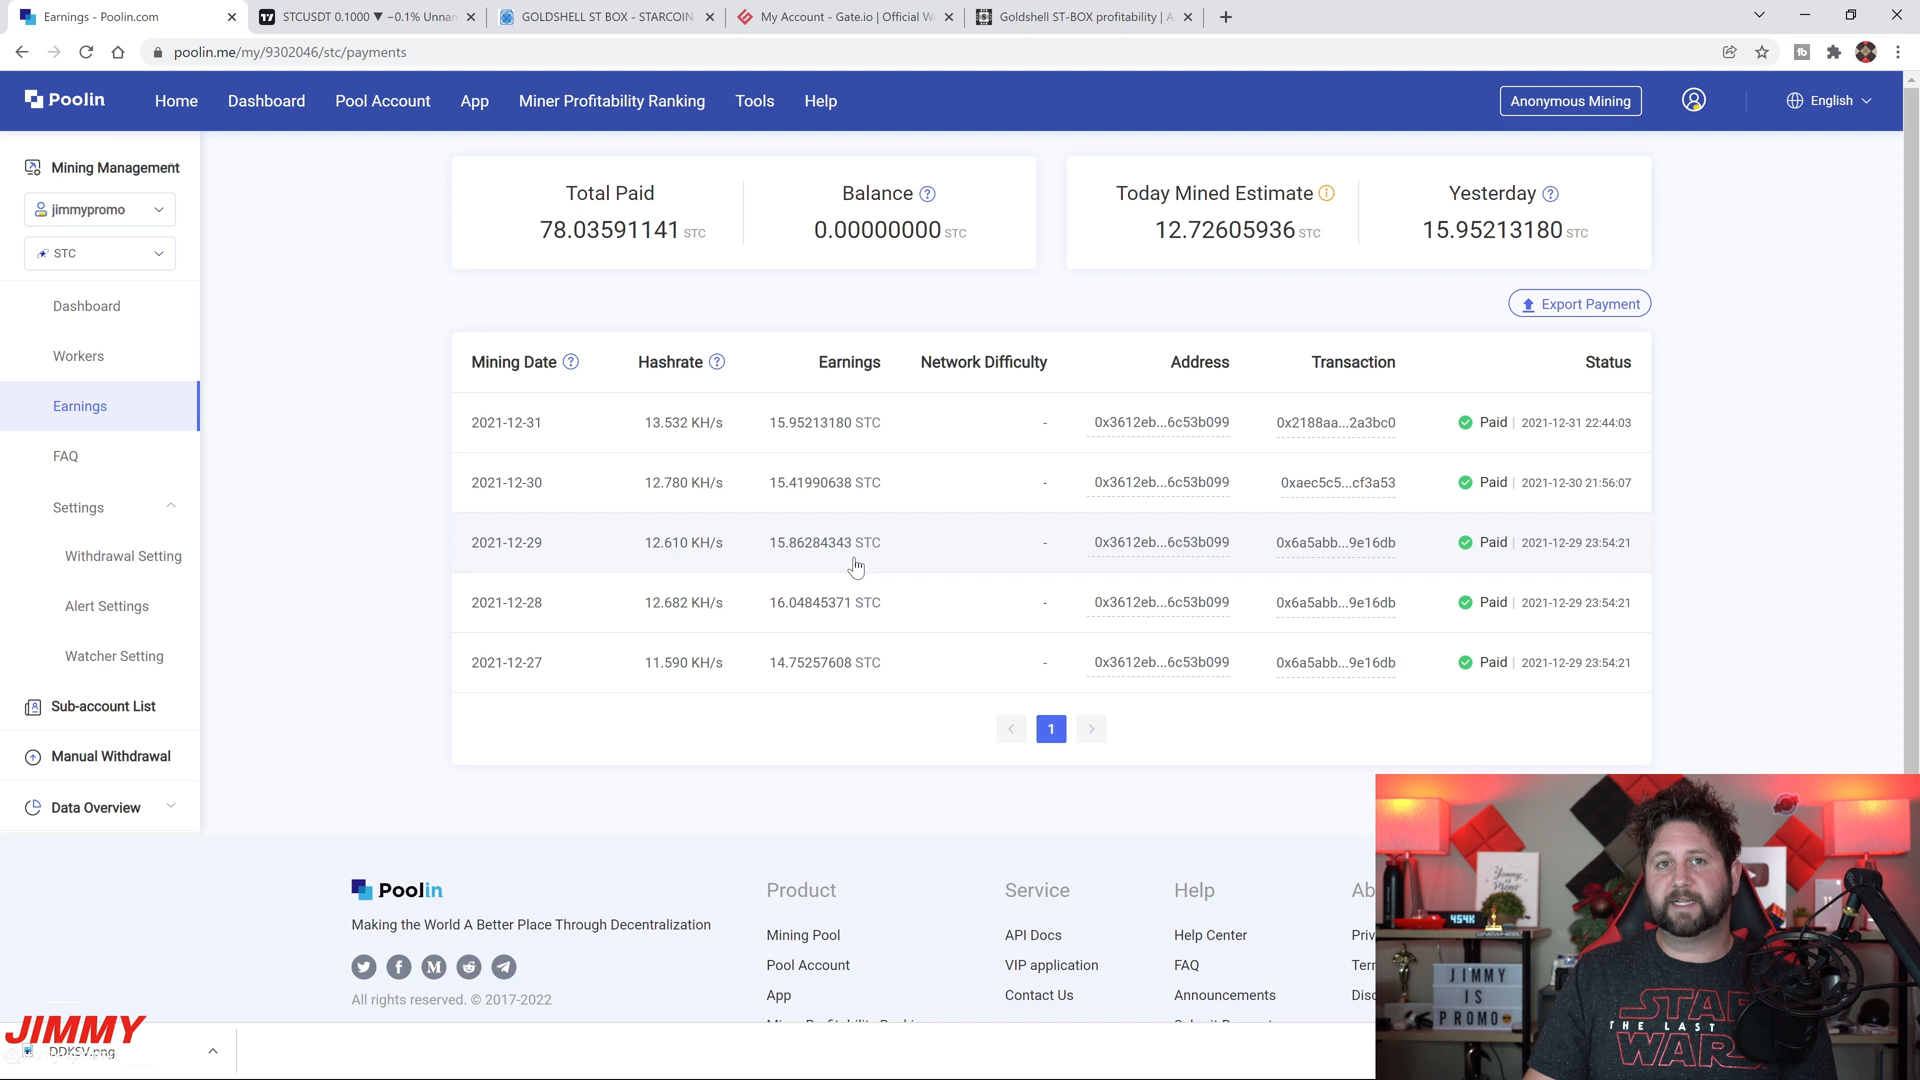 Earnings - Poolin.com
STCUSDT 0.1000 ▼ −0.1% Unnan
GOLDSHELL ST BOX - STARCOIN
My Account - Gate.io | Official W
Goldshell ST-BOX profitability | A
poolin.me/my/9302046/stc/payments
Poolin
Home
Dashboard
Pool Account
App
Miner Profitability Ranking
Tools
Help
Anonymous Mining
English
Mining Management
jimmypromo
STC
Dashboard
Workers
Earnings
FAQ
Settings
Withdrawal Setting
Alert Settings
Watcher Setting
Sub-account List
Manual Withdrawal
Data Overview
Total Paid
78.03591141 STC
Balance
0.00000000 STC
Today Mined Estimate
12.72605936 STC
Yesterday
15.95213180 STC
Export Payment
Mining Date Hashrate Earnings Network Difficulty Address Transaction Status
2021-12-31 13.532 KH/s 15.95213180 STC - 0x3612eb...6c53b099 0x2188aa...2a3bc0 Paid | 2021-12-31 22:44:03
2021-12-30 12.780 KH/s 15.41990638 STC - 0x3612eb...6c53b099 0xaec5c5...cf3a53 Paid | 2021-12-30 21:56:07
2021-12-29 12.610 KH/s 15.86284343 STC - 0x3612eb...6c53b099 0x6a5abb...9e16db Paid | 2021-12-29 23:54:21
2021-12-28 12.682 KH/s 16.04845371 STC - 0x3612eb...6c53b099 0x6a5abb...9e16db Paid | 2021-12-29 23:54:21
2021-12-27 11.590 KH/s 14.75257608 STC - 0x3612eb...6c53b099 0x6a5abb...9e16db Paid | 2021-12-29 23:54:21
1
Poolin
Making the World A Better Place Through Decentralization
All rights reserved. © 2017-2022
Product
Mining Pool
Pool Account
App
Service
API Docs
VIP application
Contact Us
Help
Help Center
FAQ
Announcements
Ab
Priv
Terr
Disc
JIMMY
DDKSV.png
454K
JIMMY
IS
PROMO
STAR
THE LAST
WARS